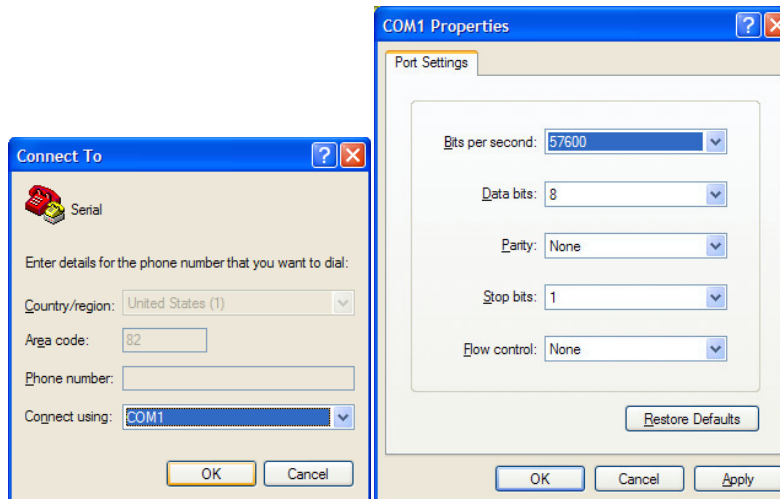 Connect To
Serial
Enter details for the phone number that you want to dial:
Country/region: United States (1)
Area code: 82
Phone number:
Connect using: COM1
OK Cancel
COM1 Properties
Port Settings
Bits per second: 57600
Data bits: 8
Parity: None
Stop bits: 1
Flow control: None
Restore Defaults
OK Cancel Apply